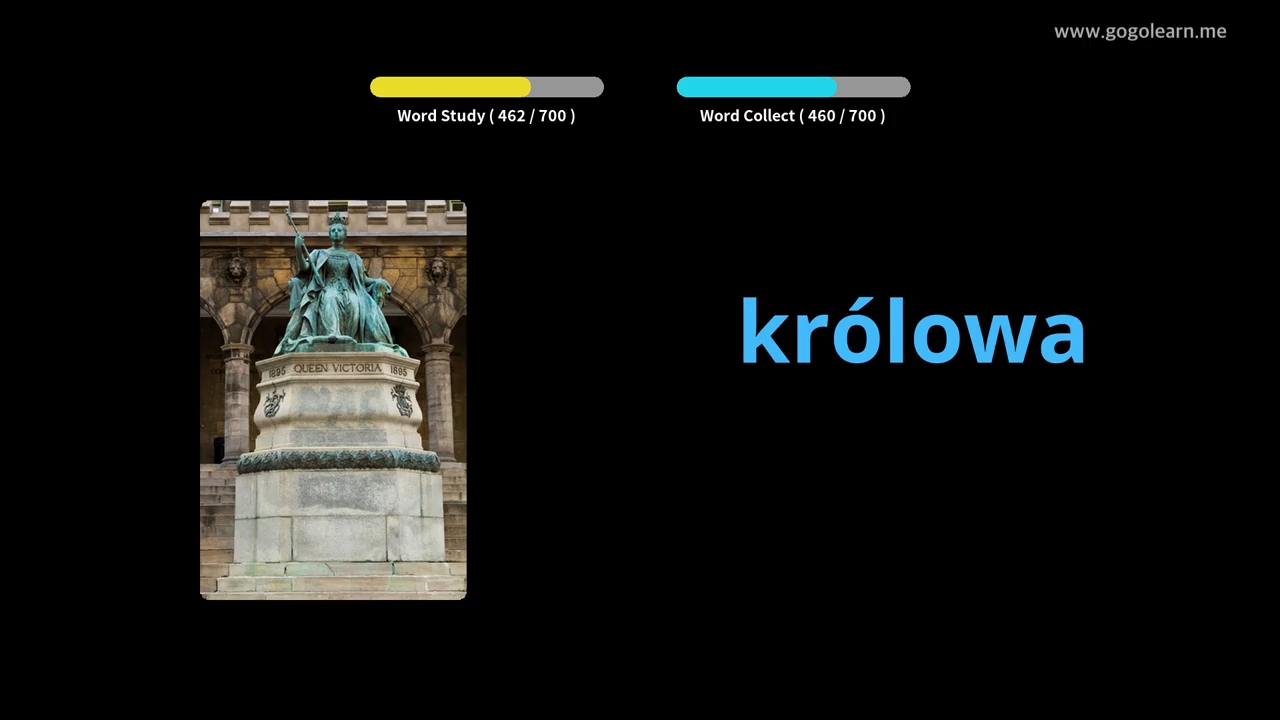 www.gogolearn.me
Word Study ( 462 / 700 )
Word Collect ( 460 / 700 )
królowa
1895 QUEEN VICTORIA 1895